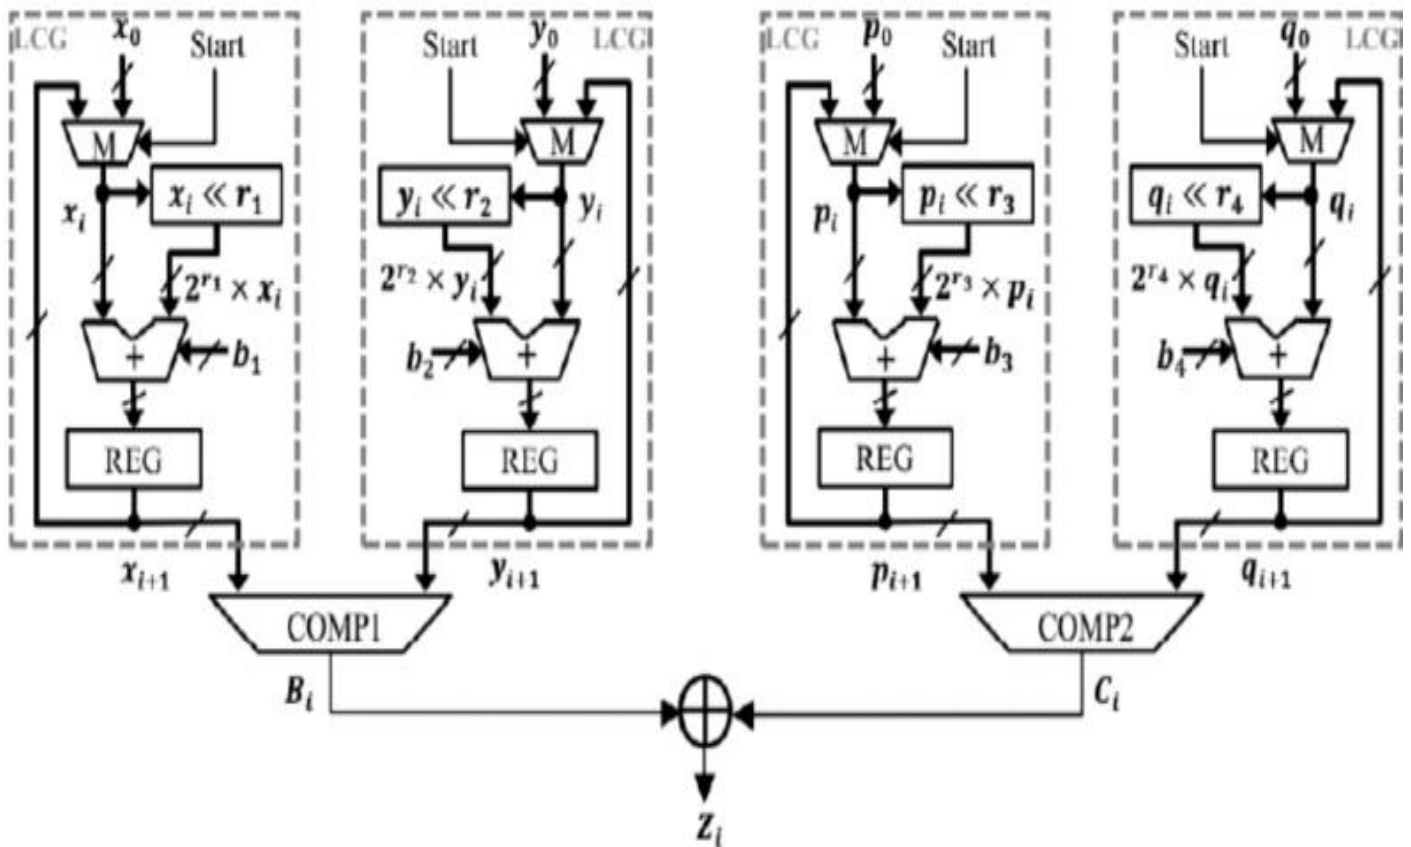 LCG x₀ Start
Start y₀ LCG
LCG p₀ Start
Start q₀ LCG
M
M
M
M
xᵢ xᵢ ≪ r₁
yᵢ ≪ r₂ yᵢ
pᵢ pᵢ ≪ r₃
qᵢ ≪ r₄ qᵢ
2^{r₁} × xᵢ
2^{r₂} × yᵢ
2^{r₃} × pᵢ
2^{r₄} × qᵢ
+ b₁
b₂ +
+ b₃
b₄ +
REG
REG
REG
REG
xᵢ₊₁
yᵢ₊₁
pᵢ₊₁
qᵢ₊₁
COMP1
COMP2
Bᵢ
Cᵢ
Zᵢ